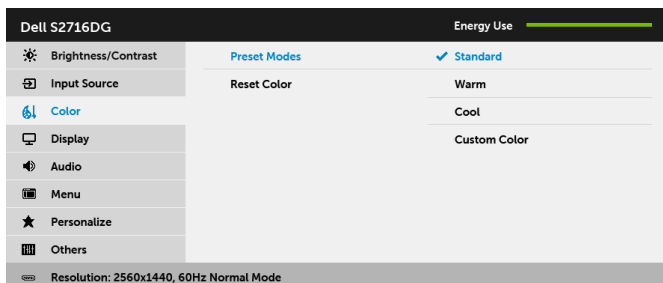 Dell S2716DG Energy Use
Brightness/Contrast Preset Modes Standard
Input Source Reset Color Warm
Color Cool
Display Custom Color
Audio
Menu
Personalize
Others
Resolution: 2560x1440, 60Hz Normal Mode